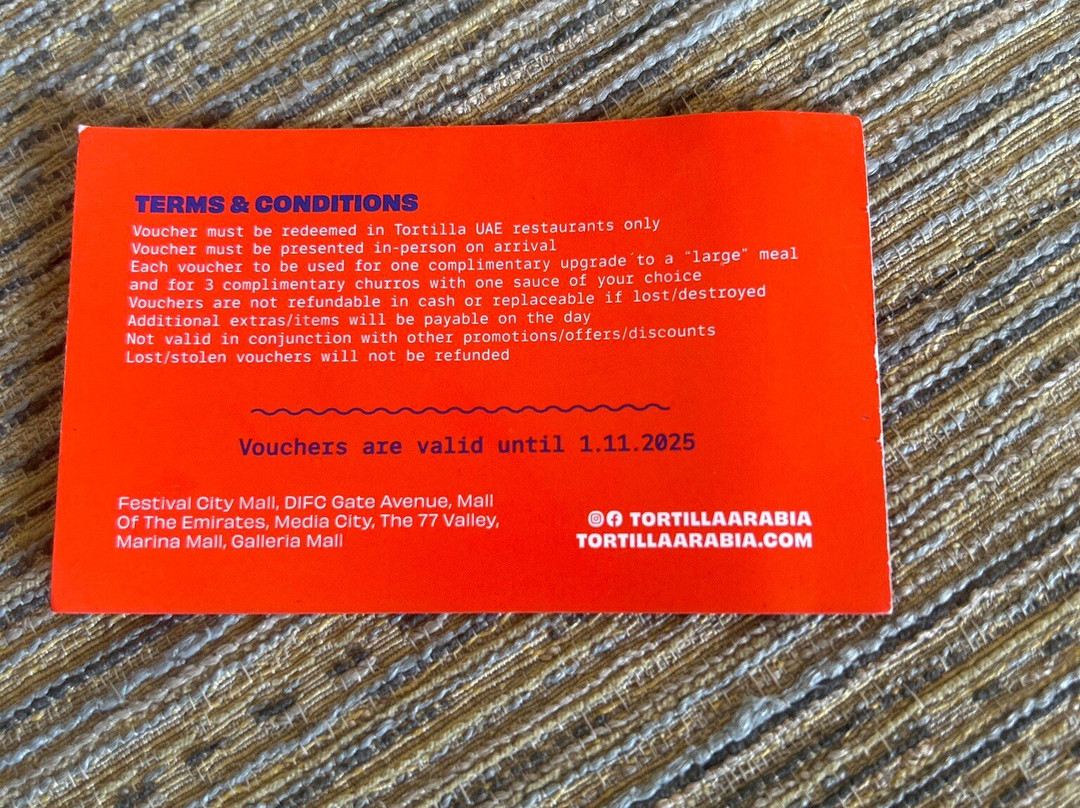 TERMS & CONDITIONS
Voucher must be redeemed in Tortilla UAE restaurants only
Voucher must be presented in-person on arrival
Each voucher to be used for one complimentary upgrade to a "large" meal
and for 3 complimentary churros with one sauce of your choice
Vouchers are not refundable in cash or replaceable if lost/destroyed
Additional extras/items will be payable on the day
Not valid in conjunction with other promotions/offers/discounts
Lost/stolen vouchers will not be refunded
Vouchers are valid until 1.11.2025
Festival City Mall, DIFC Gate Avenue, Mall
Of The Emirates, Media City, The 77 Valley,
Marina Mall, Galleria Mall
TORTILLAARABIA
TORTILLAARABIA.COM